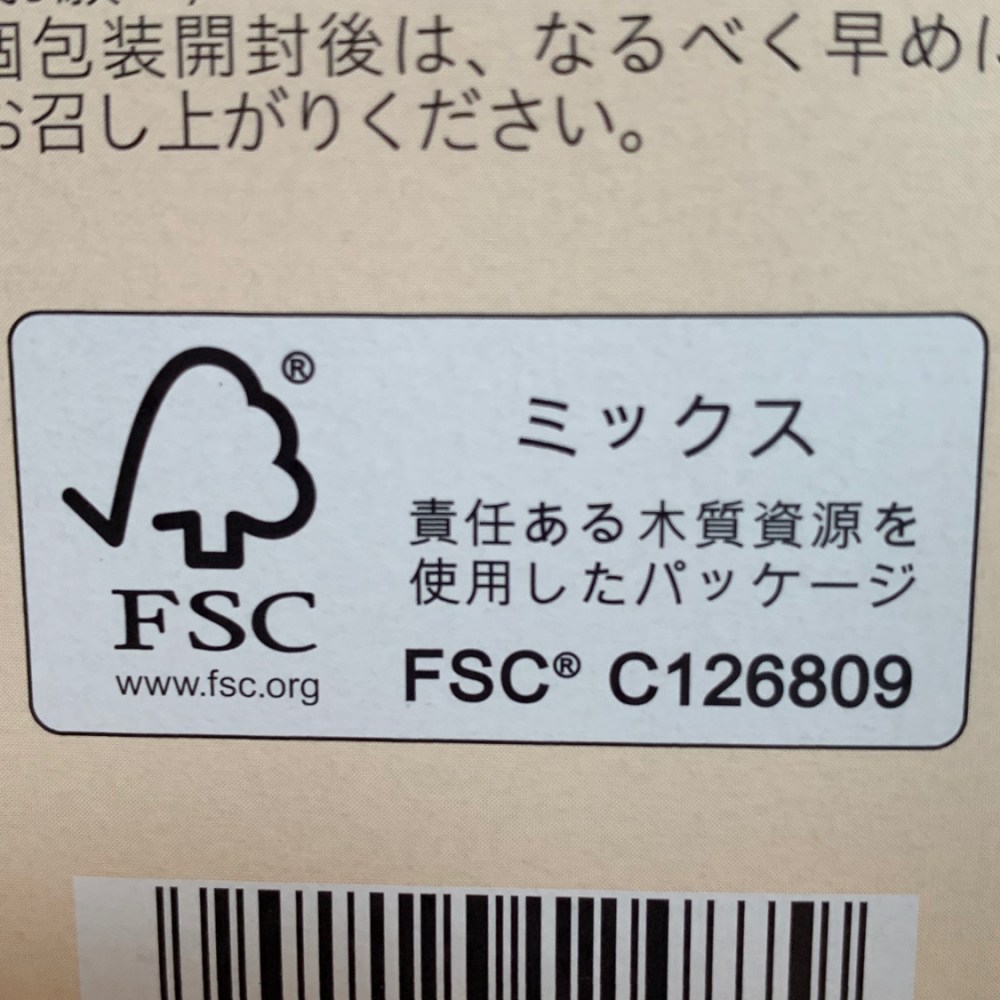 個包装開封後は、なるべく早めに
お召し上がりください。
®
ミックス
責任ある木質資源を
使用したパッケージ
FSC
www.fsc.org
FSC® C126809